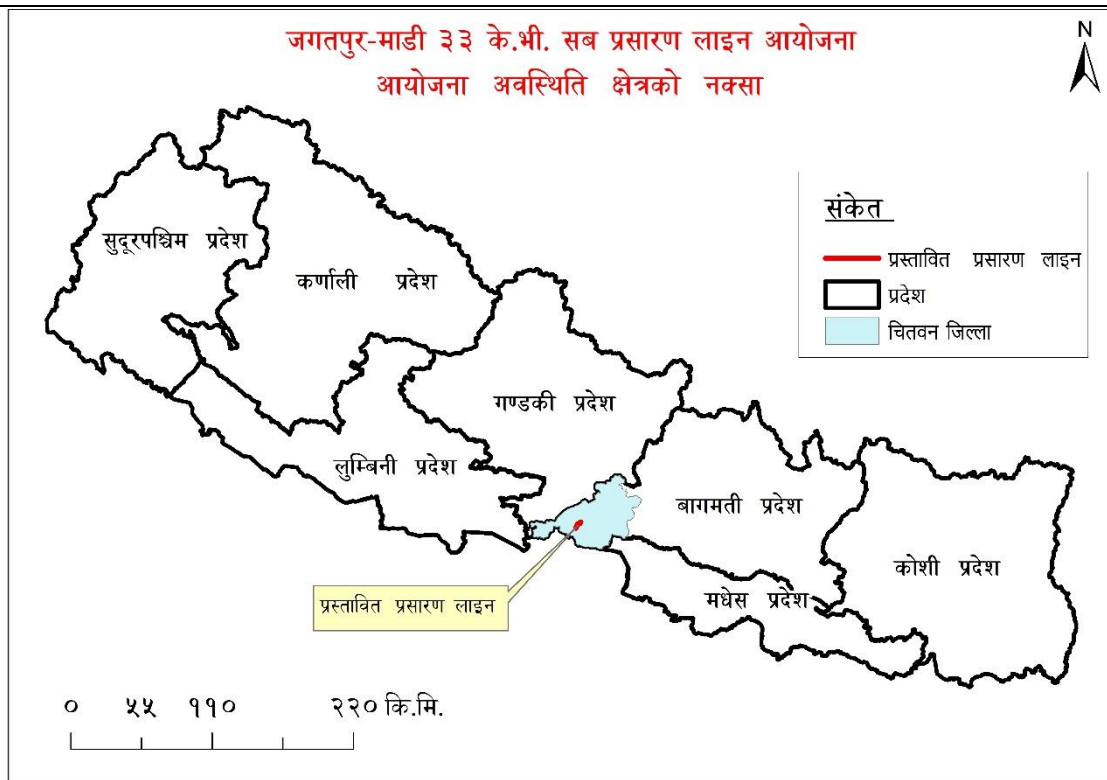 जगतपुर-माडी ३३ के.भी. सब प्रसारण लाइन आयोजना
आयोजना अवस्थिति क्षेत्रको नक्सा
N
संकेत
प्रस्तावित प्रसारण लाइन
प्रदेश
चितवन जिल्ला
सुदूरपश्चिम प्रदेश
कर्णाली प्रदेश
गण्डकी प्रदेश
लुम्बिनी प्रदेश
बागमती प्रदेश
कोशी प्रदेश
मधेस प्रदेश
प्रस्तावित प्रसारण लाइन
० ५५ ११० २२० कि.मि.